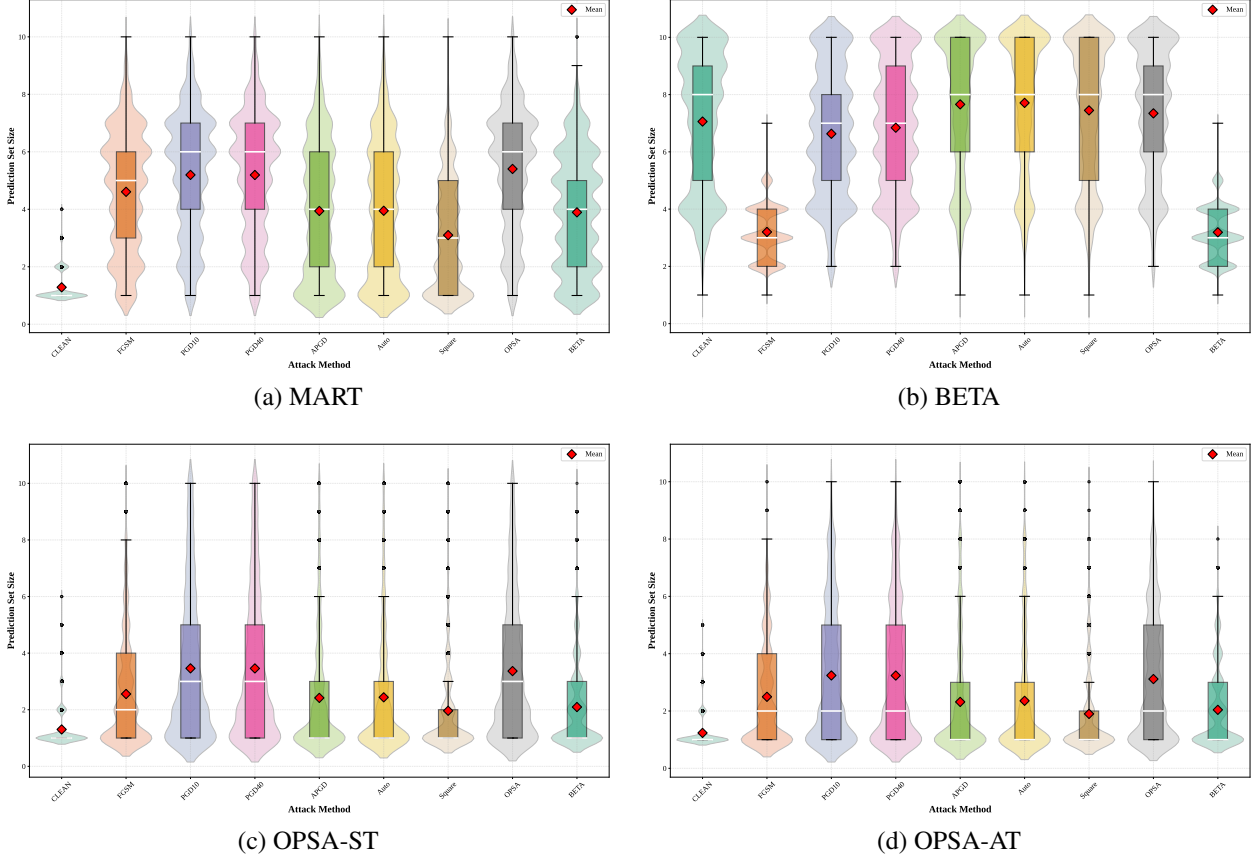 Mean
Prediction Set Size
10
8
6
4
2
0
CLEAN
FGSM
PGD10
PGD40
APGD
Auto
Square
OPSA
BETA
Attack Method
(a) MART
Mean
Prediction Set Size
10
8
6
4
2
0
CLEAN
FGSM
PGD10
PGD40
APGD
Auto
Square
OPSA
BETA
Attack Method
(b) BETA
Mean
Prediction Set Size
10
8
6
4
2
0
CLEAN
FGSM
PGD10
PGD40
APGD
Auto
Square
OPSA
BETA
Attack Method
(c) OPSA-ST
Mean
Prediction Set Size
10
8
6
4
2
0
CLEAN
FGSM
PGD10
PGD40
APGD
Auto
Square
OPSA
BETA
Attack Method
(d) OPSA-AT